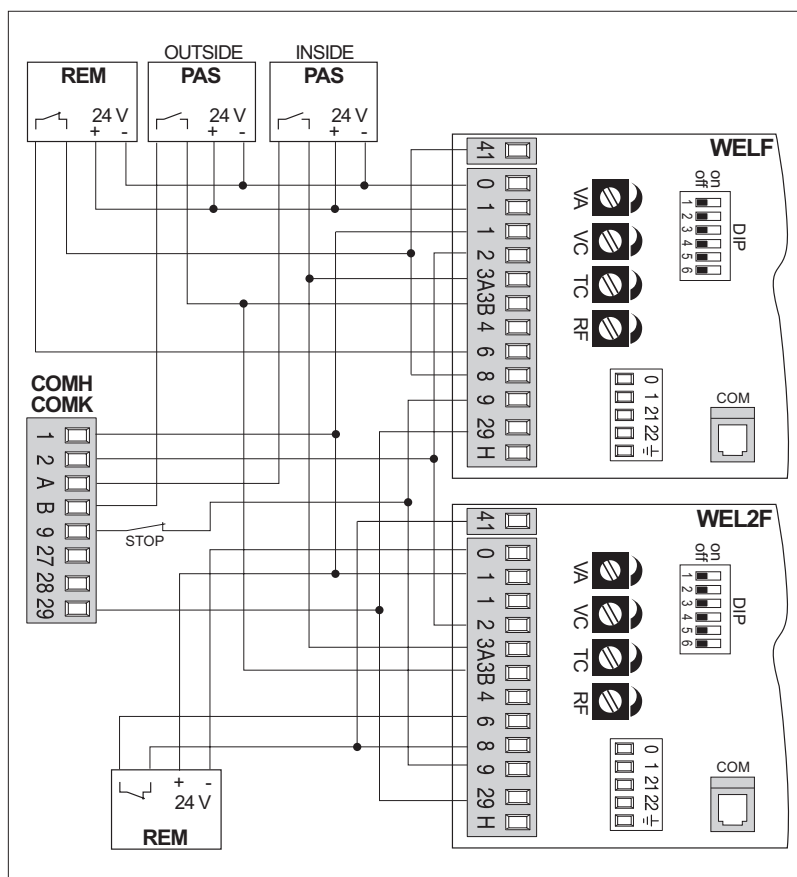 OUTSIDE
INSIDE
REM
PAS
PAS
24 V
+ -
24 V
+ -
24 V
+ -
WELF
41
0
1
1
2
3A
3B
4
6
8
9
29
H
VA
VC
TC
RF
on
off
1
2
3
4
5
6
DIP
0
1
21
22
COM
COMH
COMK
1
2
A
B
9
27
28
29
STOP
WEL2F
41
0
1
1
2
3A
3B
4
6
8
9
29
H
VA
VC
TC
RF
on
off
1
2
3
4
5
6
DIP
0
1
21
22
COM
+ -
24 V
REM